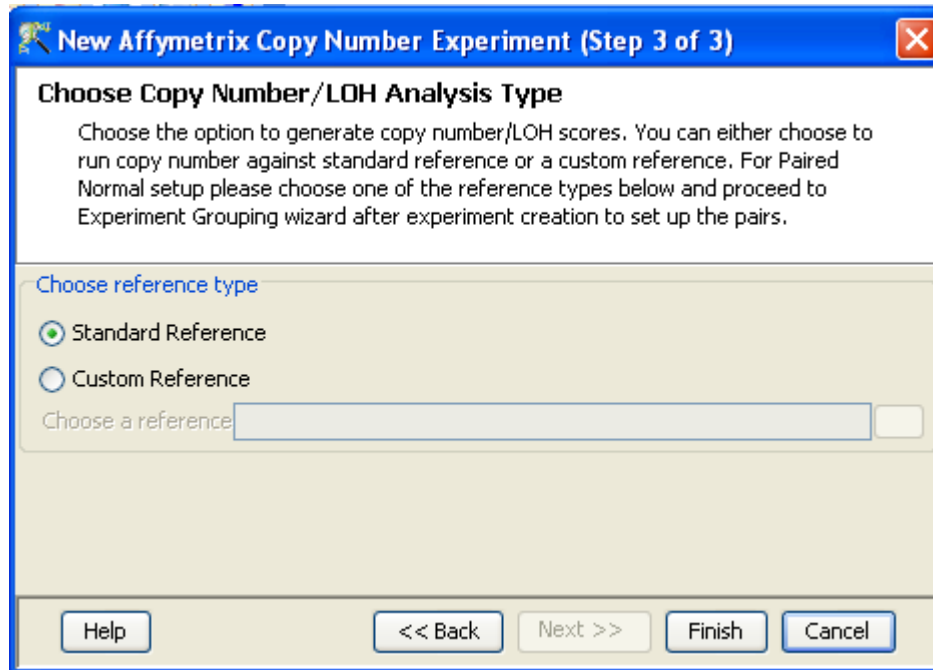 New Affymetrix Copy Number Experiment (Step 3 of 3)
Choose Copy Number/LOH Analysis Type
Choose the option to generate copy number/LOH scores. You can either choose to
run copy number against standard reference or a custom reference. For Paired
Normal setup please choose one of the reference types below and proceed to
Experiment Grouping wizard after experiment creation to set up the pairs.
Choose reference type
Standard Reference
Custom Reference
Choose a reference
Help << Back Next >> Finish Cancel